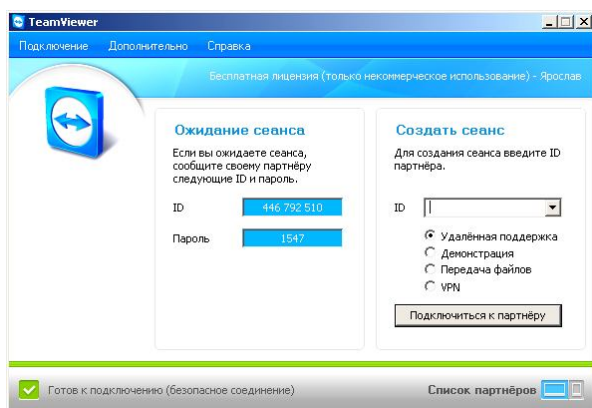 TeamViewer
Подключение Дополнительно Справка
Бесплатная лицензия (только некоммерческое использование) - Ярослав
Ожидание сеанса
Если вы ожидаете сеанса,
сообщите своему партнёру
следующие ID и пароль.
ID 446 792 510
Пароль 1547
Создать сеанс
Для создания сеанса введите ID
партнёра.
ID
Удалённая поддержка
Демонстрация
Передача файлов
VPN
Подключиться к партнёру
Готов к подключению (безопасное соединение)
Список партнёров